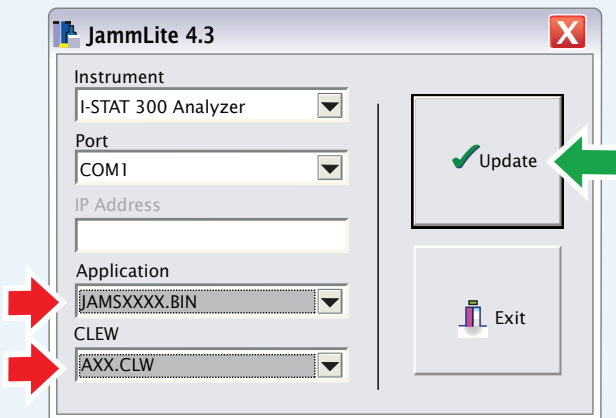 JammLite 4.3
Instrument
I-STAT 300 Analyzer
Port
COM1
IP Address
Application
JAMSXXXX.BIN
CLEW
AXX.CLW
Update
Exit